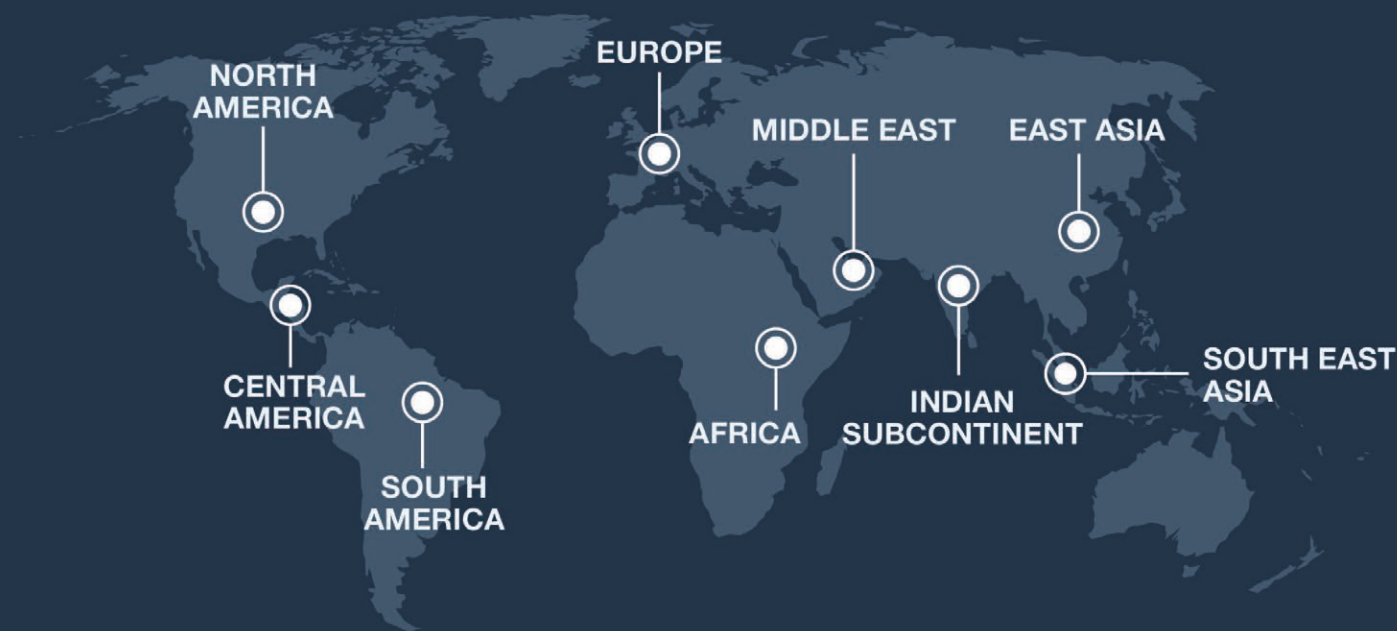 EUROPE
NORTH
AMERICA
MIDDLE EAST
EAST ASIA
SOUTH EAST
ASIA
CENTRAL
AMERICA
INDIAN
SUBCONTINENT
AFRICA
SOUTH
AMERICA